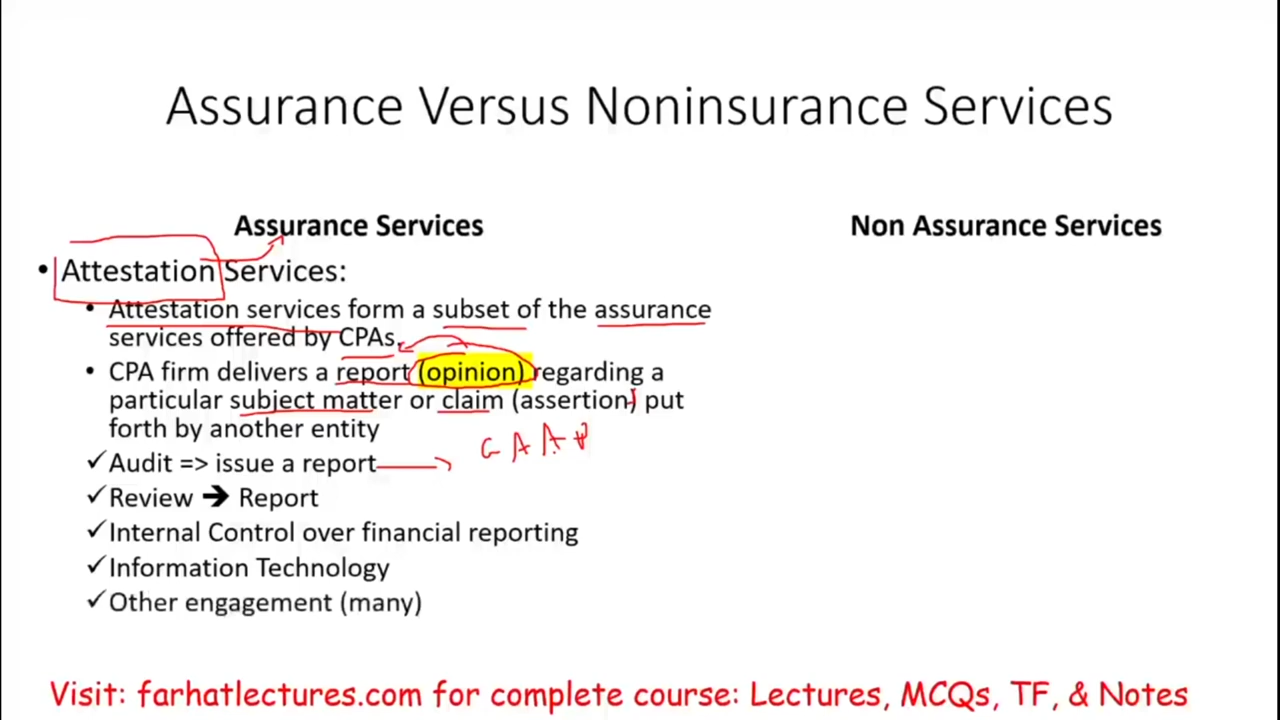 Assurance Versus Noninsurance Services
Assurance Services
• Attestation Services:
• Attestation services form a subset of the assurance
services offered by CPAs.
• CPA firm delivers a report (opinion) regarding a
particular subject matter or claim (assertion) put
forth by another entity
✓Audit => issue a report
GAAP
✓Review ➔ Report
✓Internal Control over financial reporting
✓Information Technology
✓Other engagement (many)
Non Assurance Services
Visit: farhatlectures.com for complete course: Lectures, MCQs, TF, & Notes